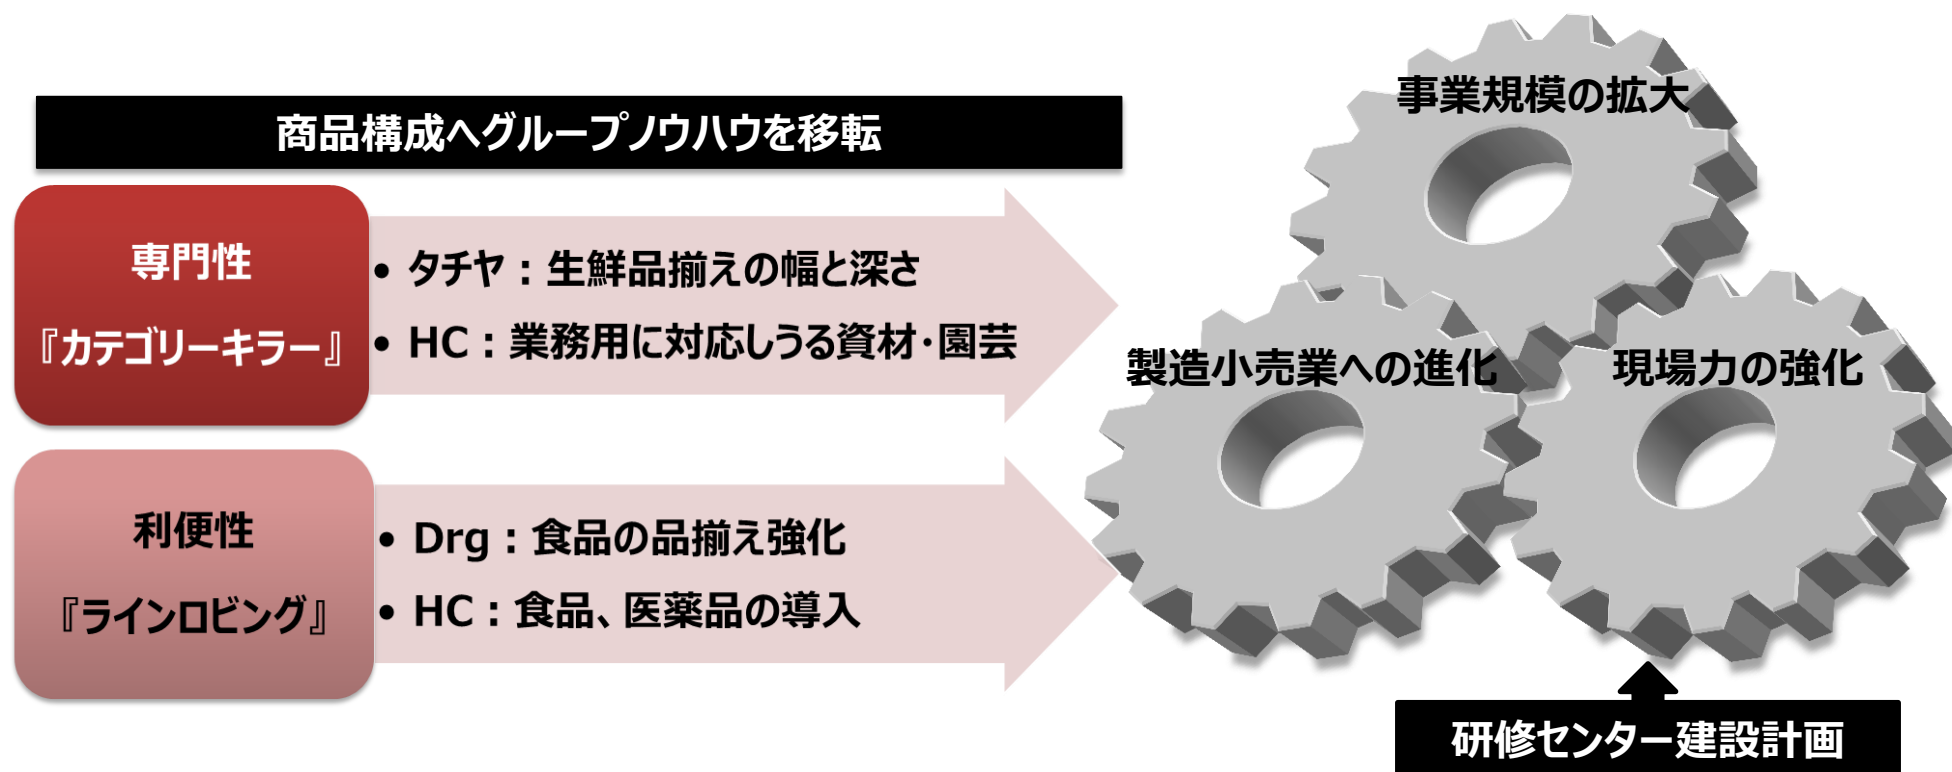 商品構成へグループノウハウを移転
専門性
『カテゴリーキラー』
• タチヤ：生鮮品揃えの幅と深さ
• HC：業務用に対応しうる資材・園芸
利便性
『ラインロビング』
• Drg：食品の品揃え強化
• HC：食品、医薬品の導入
事業規模の拡大
製造小売業への進化
現場力の強化
研修センター建設計画